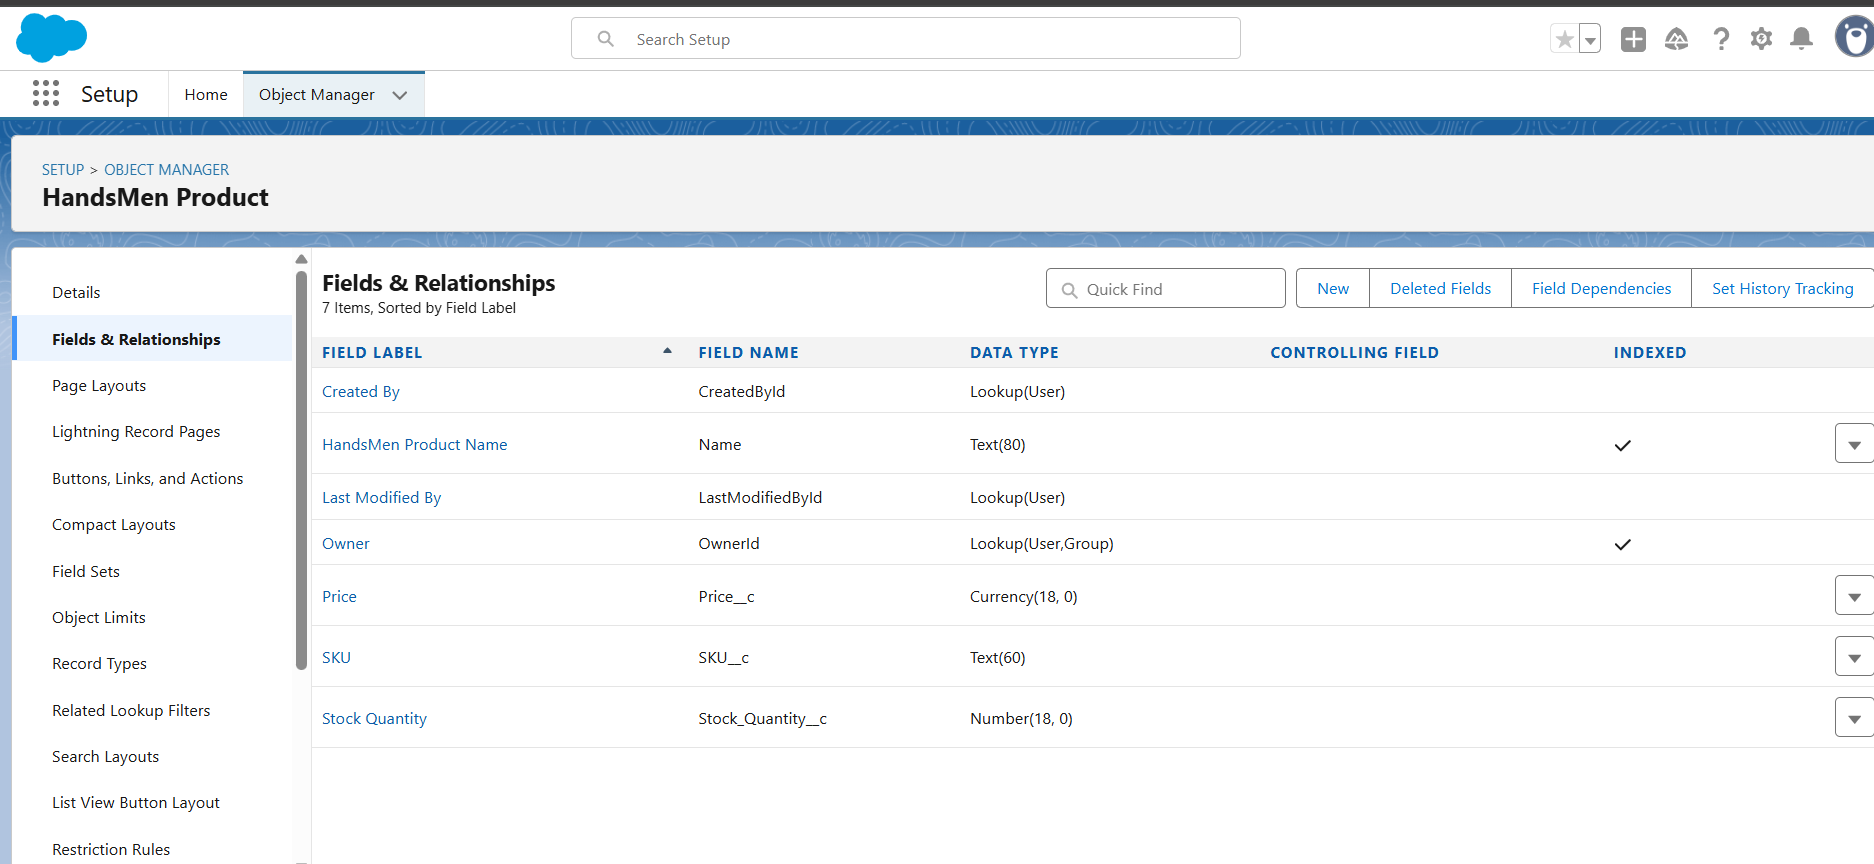 Search Setup
Setup
Home
Object Manager
SETUP > OBJECT MANAGER
HandsMen Product
Details
Fields & Relationships
Page Layouts
Lightning Record Pages
Buttons, Links, and Actions
Compact Layouts
Field Sets
Object Limits
Record Types
Related Lookup Filters
Search Layouts
List View Button Layout
Restriction Rules
Fields & Relationships
7 Items, Sorted by Field Label
Quick Find
New
Deleted Fields
Field Dependencies
Set History Tracking
FIELD LABEL FIELD NAME DATA TYPE CONTROLLING FIELD INDEXED
Created By CreatedById Lookup(User)
HandsMen Product Name Name Text(80)
Last Modified By LastModifiedById Lookup(User)
Owner OwnerId Lookup(User,Group)
Price Price__c Currency(18, 0)
SKU SKU__c Text(60)
Stock Quantity Stock_Quantity__c Number(18, 0)